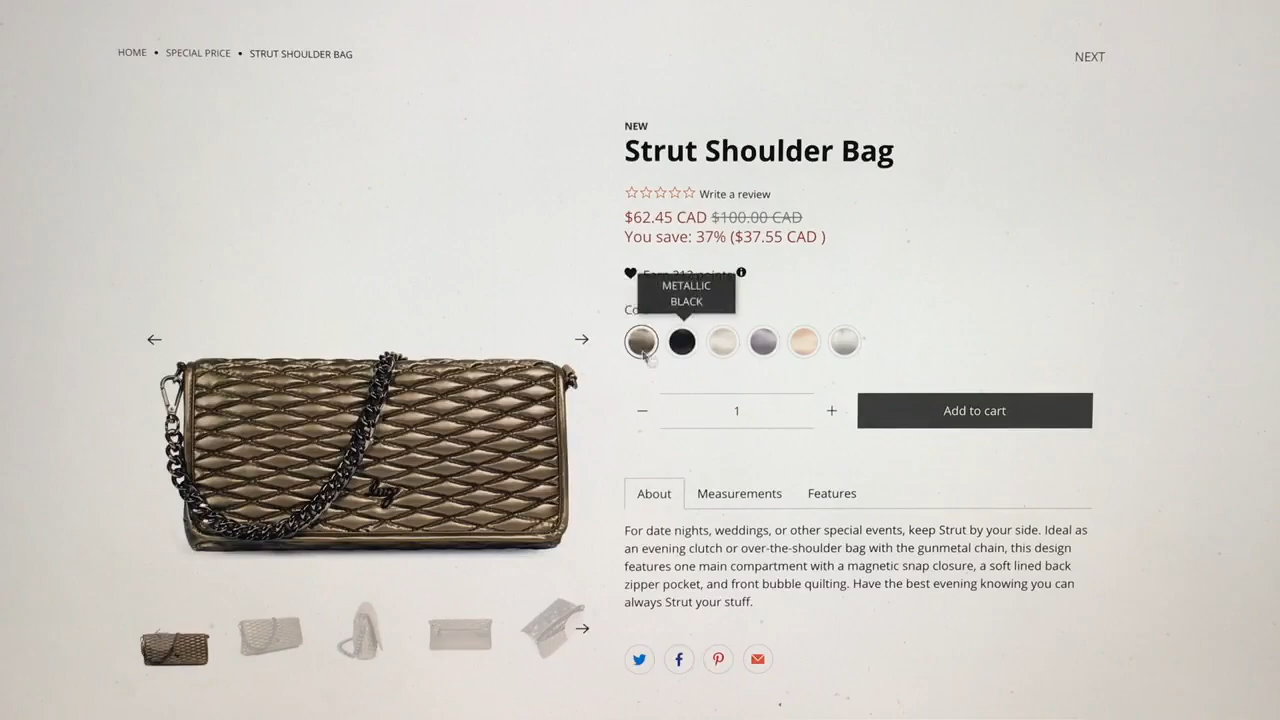 HOME • SPECIAL PRICE • STRUT SHOULDER BAG
NEXT
NEW
Strut Shoulder Bag
Write a review
$62.45 CAD $100.00 CAD
You save: 37% ($37.55 CAD )
METALLIC
BLACK
lug
1
Add to cart
About Measurements Features
For date nights, weddings, or other special events, keep Strut by your side. Ideal as
an evening clutch or over-the-shoulder bag with the gunmetal chain, this design
features one main compartment with a magnetic snap closure, a soft lined back
zipper pocket, and front bubble quilting. Have the best evening knowing you can
always Strut your stuff.